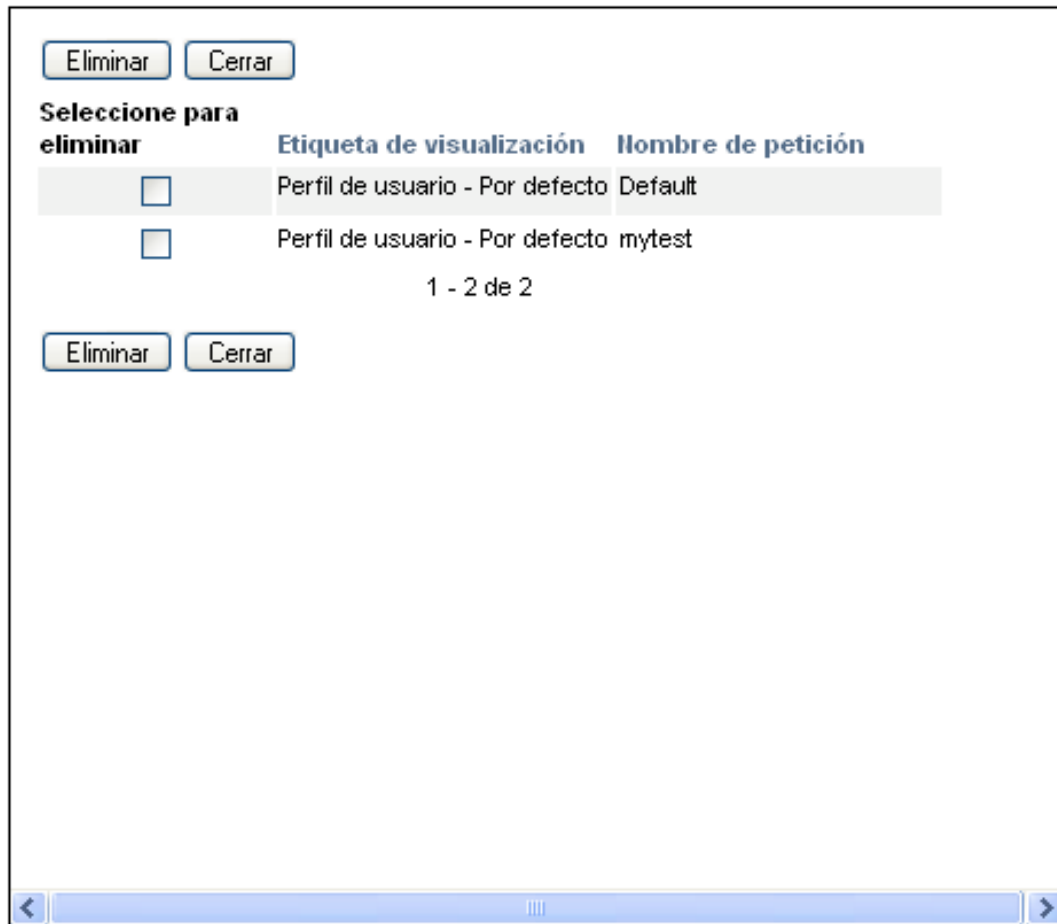 Eliminar Cerrar
Seleccione para
eliminar Etiqueta de visualización Nombre de petición
Perfil de usuario - Por defecto Default
Perfil de usuario - Por defecto mytest
1 - 2 de 2
Eliminar Cerrar